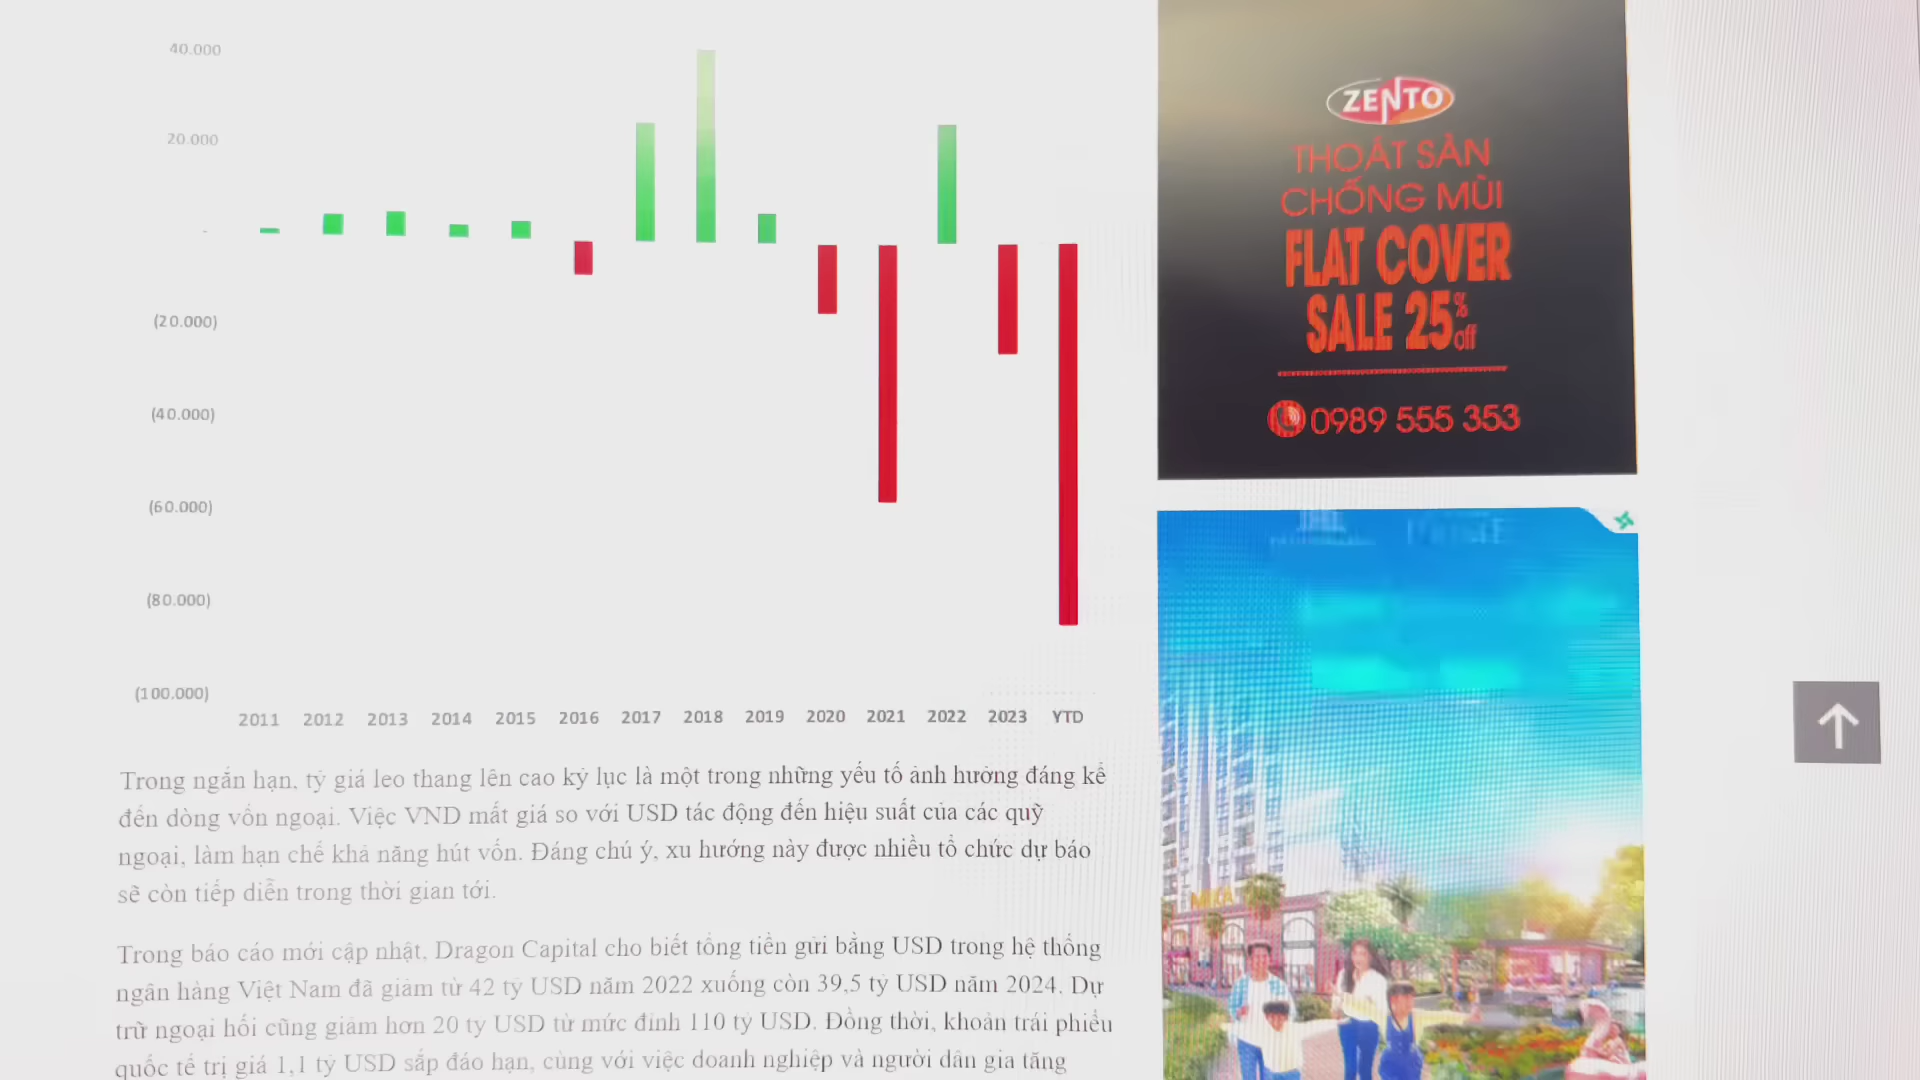 40.000
20.000
-
(20.000)
(40.000)
(60.000)
(80.000)
(100.000)
2011 2012 2013 2014 2015 2016 2017 2018 2019 2020 2021 2022 2023 YTD
Trong ngắn hạn, tỷ giá leo thang lên cao kỷ lục là một trong những yếu tố ảnh hưởng đáng kể
đến dòng vốn ngoại. Việc VND mất giá so với USD tác động đến hiệu suất của các quỹ
ngoại, làm hạn chế khả năng hút vốn. Đáng chú ý, xu hướng này được nhiều tổ chức dự báo
sẽ còn tiếp diễn trong thời gian tới.
Trong báo cáo mới cập nhật, Dragon Capital cho biết tổng tiền gửi bằng USD trong hệ thống
ngân hàng Việt Nam đã giảm từ 42 tỷ USD năm 2022 xuống còn 39,5 tỷ USD năm 2024. Dự
trữ ngoại hối cũng giảm hơn 20 tỷ USD từ mức đỉnh 110 tỷ USD. Đồng thời, khoản trái phiếu
quốc tế trị giá 1,1 tỷ USD sắp đáo hạn, cùng với việc doanh nghiệp và người dân gia tăng
ZENTO
THOÁT SÀN
CHỐNG MÙI
FLAT COVER
SALE 25% off
0989 555 353